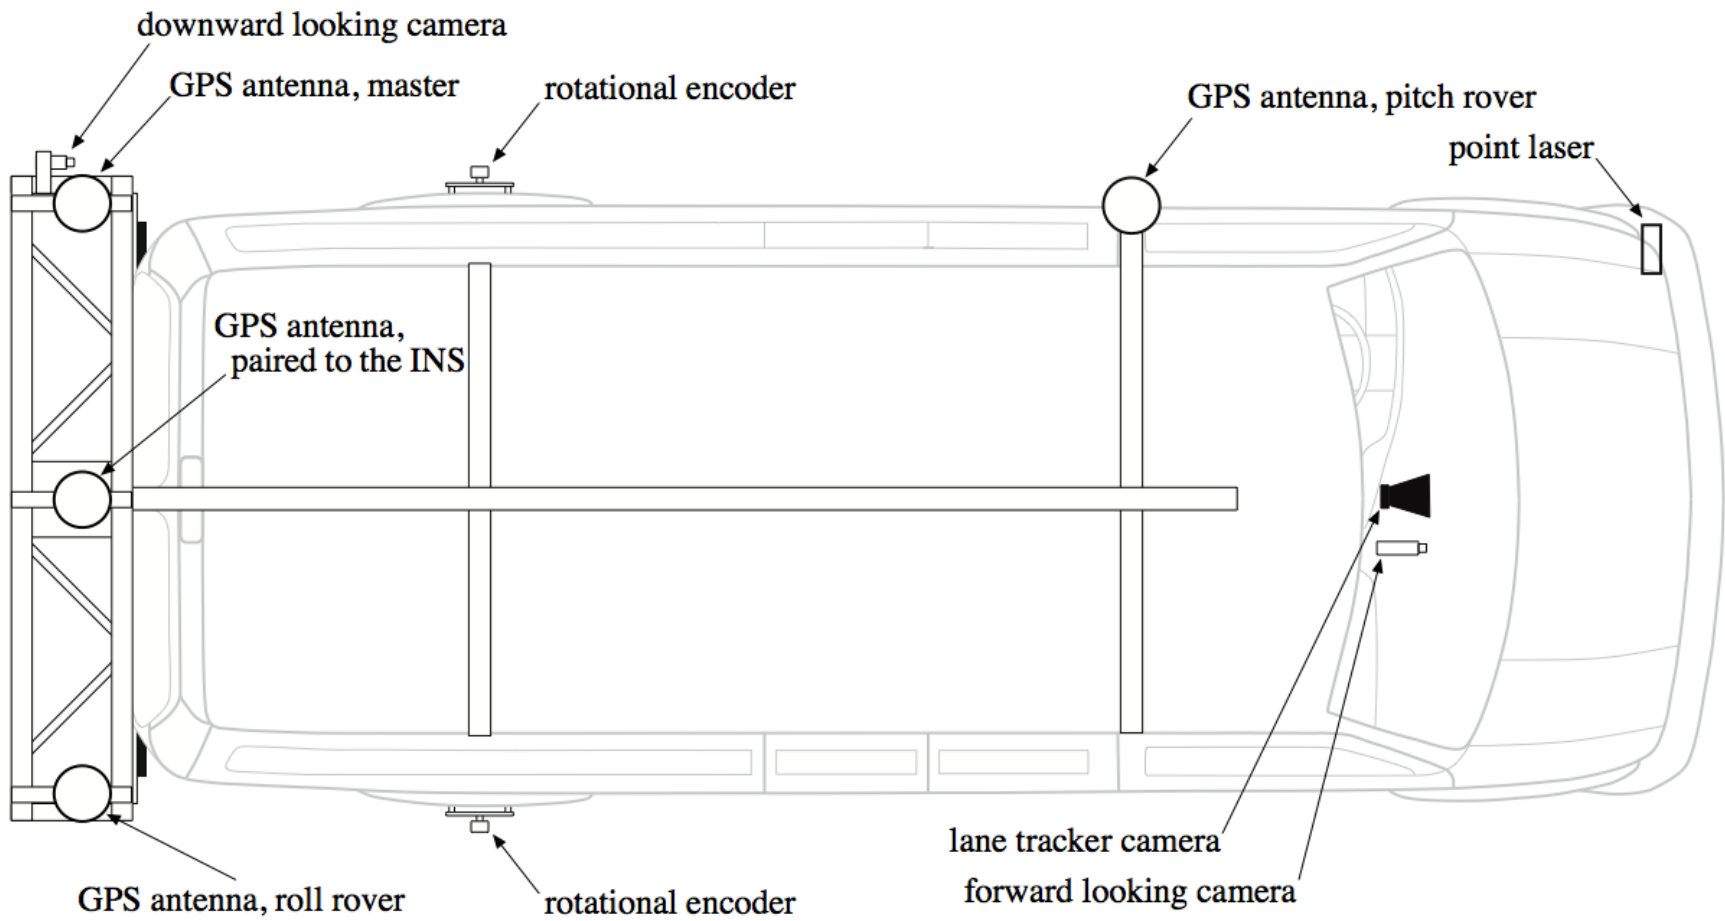 downward looking camera
GPS antenna, master
rotational encoder
GPS antenna, pitch rover
point laser
GPS antenna,
paired to the INS
lane tracker camera
forward looking camera
GPS antenna, roll rover
rotational encoder